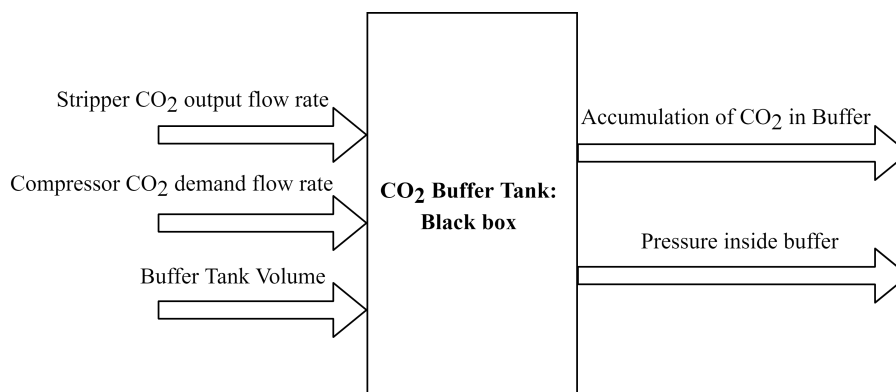 Stripper CO2 output flow rate
Compressor CO2 demand flow rate
Buffer Tank Volume
CO2 Buffer Tank:
Black box
Accumulation of CO2 in Buffer
Pressure inside buffer